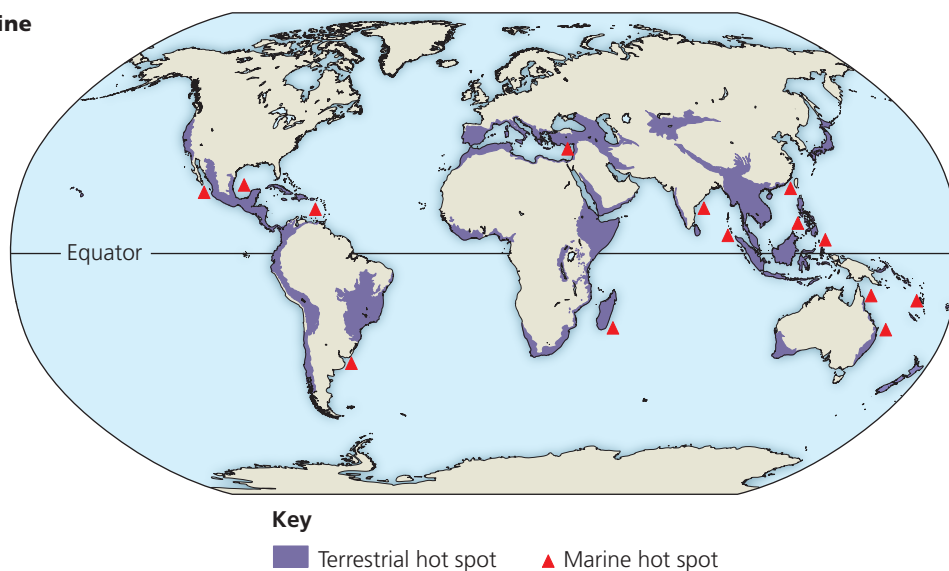 ine
Equator
Key
Terrestrial hot spot
Marine hot spot